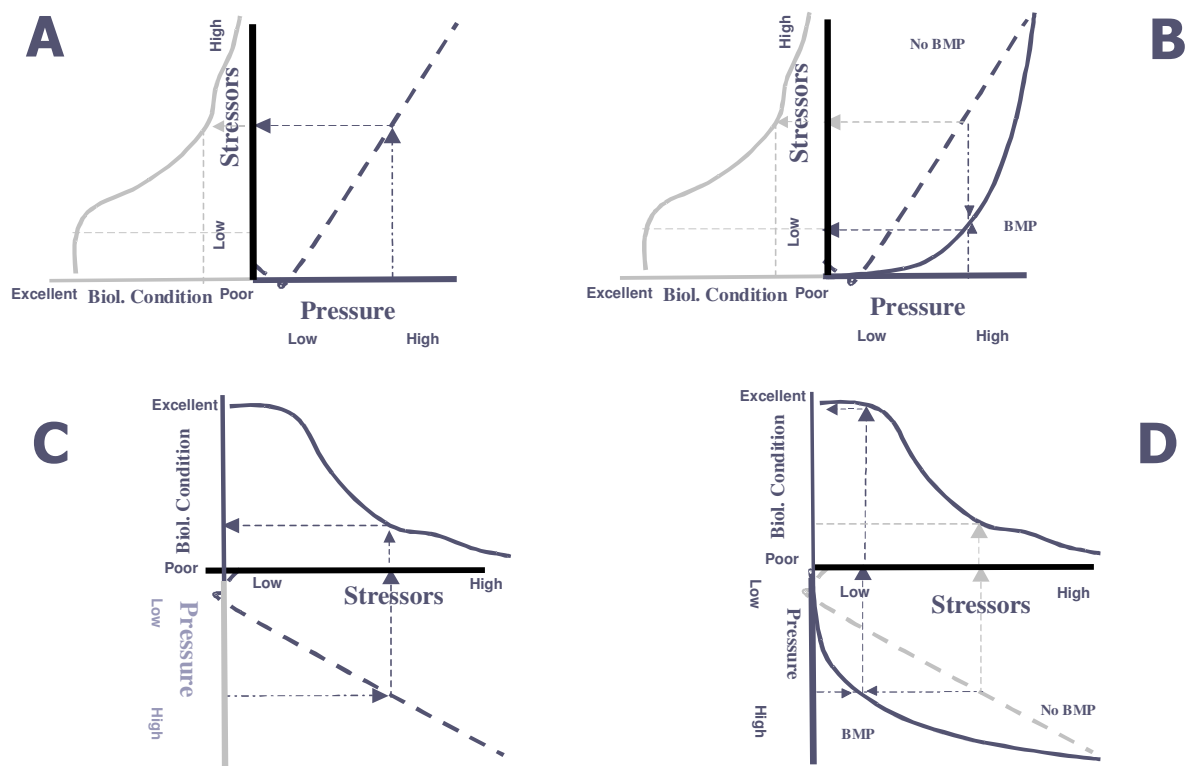 A
High
Stressors
Low
Excellent Biol. Condition Poor
Pressure
Low High
B
High
No BMP
Stressors
Low
BMP
Excellent Biol. Condition Poor
Pressure
Low High
C
Excellent
Biol. Condition
Poor
Low High
Stressors
Low
Pressure
High
D
Excellent
Biol. Condition
Poor
Low High
Stressors
Low
Pressure
High
No BMP
BMP